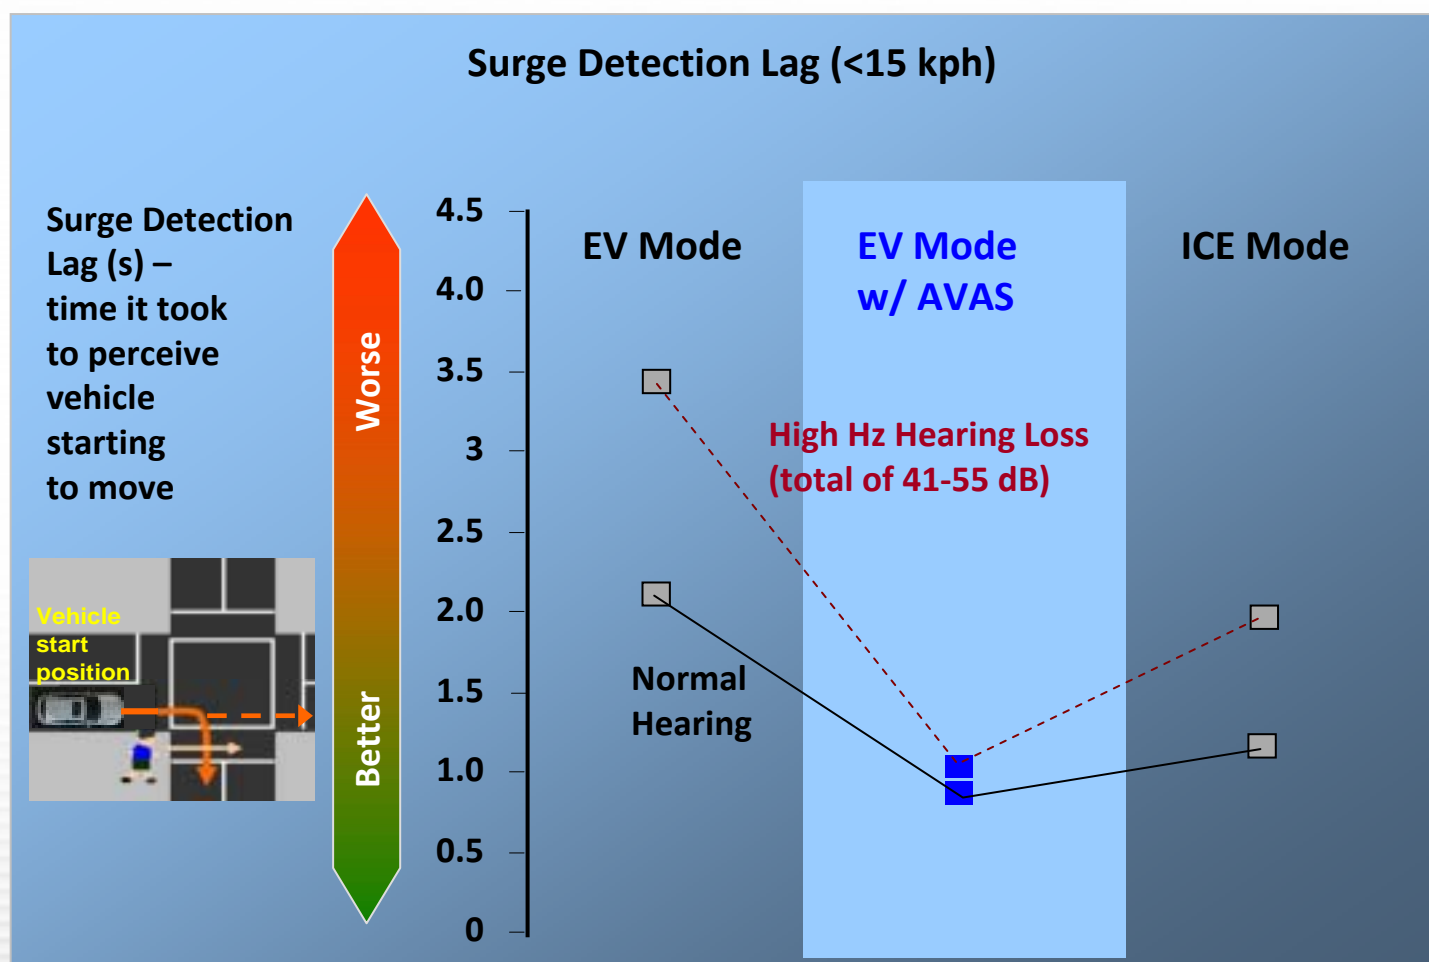 Surge Detection Lag (<15 kph)
Surge Detection
Lag (s) –
time it took
to perceive
vehicle
starting
to move
Vehicle
start
position
Worse
Better
4.5
4.0
3.5
3
2.5
2.0
1.5
1.0
0.5
0
EV Mode
EV Mode
w/ AVAS
ICE Mode
High Hz Hearing Loss
(total of 41-55 dB)
Normal
Hearing